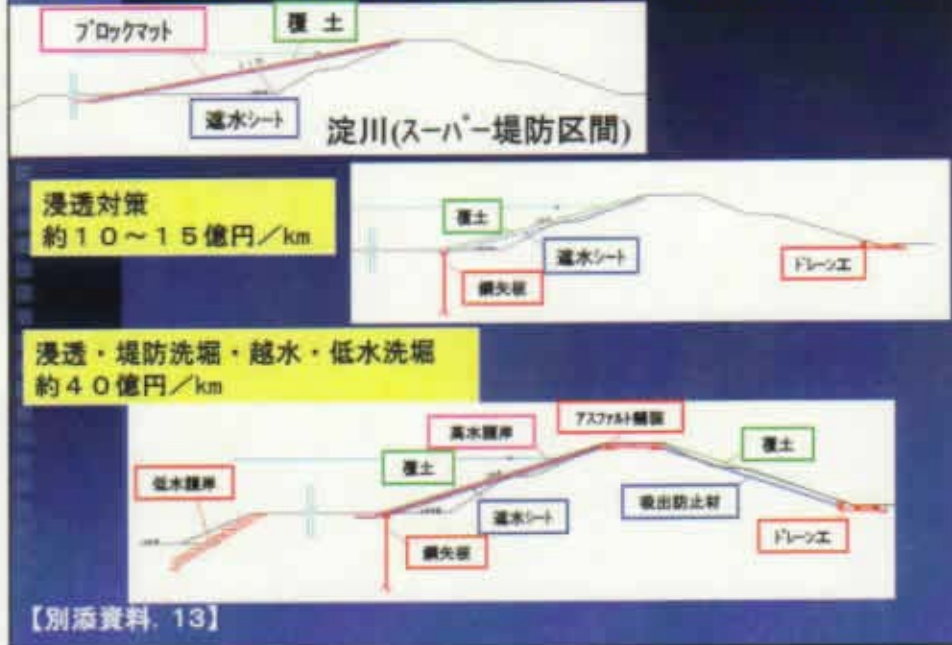 ブロックマット
覆 土
遮水シート
淀川(スーパー堤防区間)
浸透対策
約10～15億円／km
覆土
遮水シート
鋼矢板
ドレーン工
浸透・堤防洗堀・越水・低水洗堀
約40億円／km
低水護岸
覆土
高水護岸
アスファルト舗装
覆土
遮水シート
吸出防止材
鋼矢板
ドレーン工
【別添資料. 13】